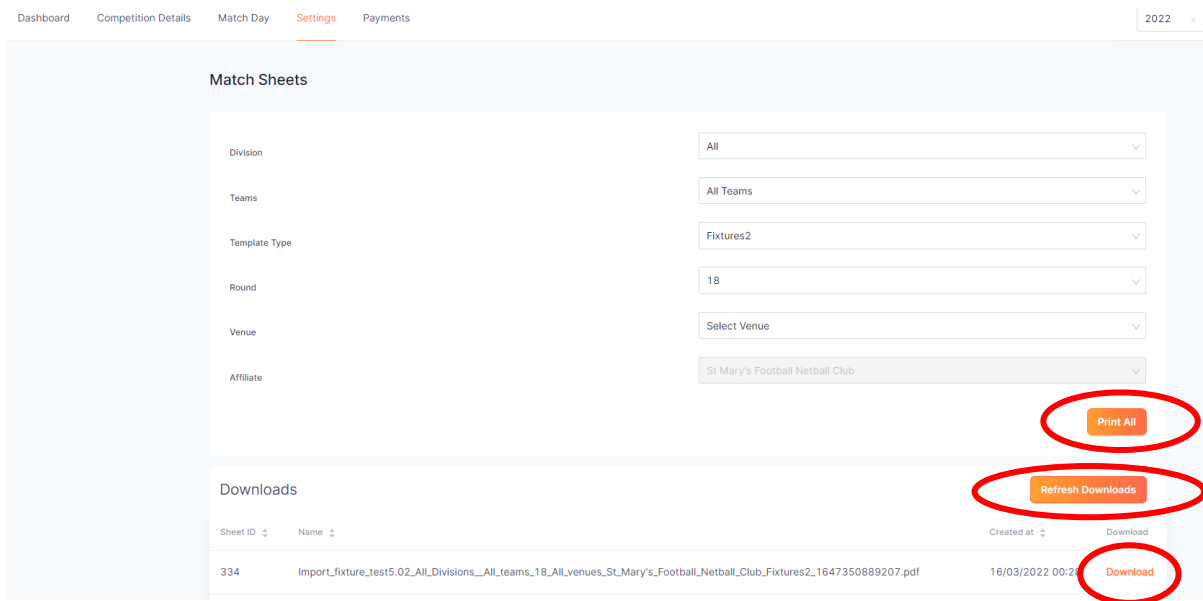 Dashboard Competition Details Match Day Settings Payments 2022
Match Sheets
Division All
Teams All Teams
Template Type Fixtures2
Round 18
Venue Select Venue
Affiliate St Mary's Football Netball Club
Print All
Downloads Refresh Downloads
Sheet ID Name Created at Download
334 Import_fixture_test5.02_All_Divisions__All_teams_18_All_venues_St_Mary's_Football_Netball_Club_Fixtures2_1647350889207.pdf 16/03/2022 00:28 Download